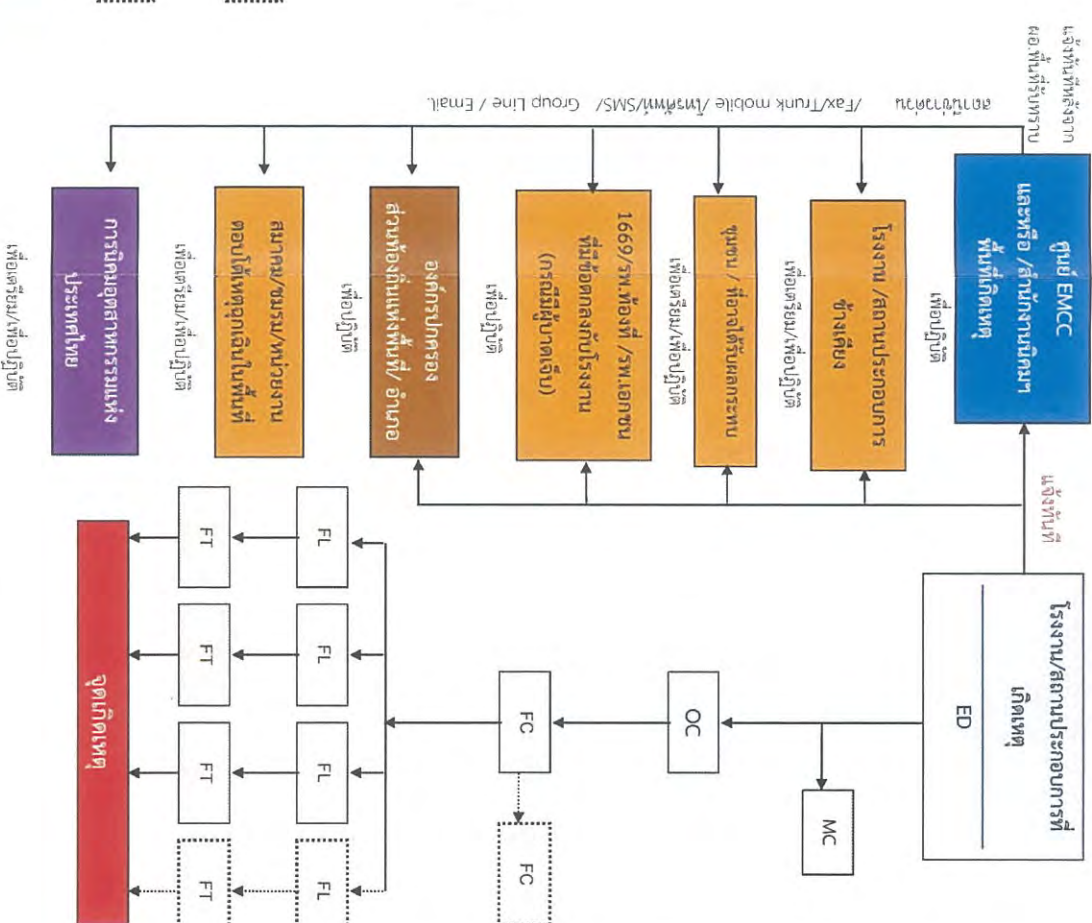 แจ้งทันทีหลังจาก
ผอ.พื้นที่รับทราบ
สถานีข่าวด่วน /Fax/Trunk mobile /โทรศัพท์/SMS/ Group Line / Email
ศูนย์ EMCC
และหรือ /สำนักงานนิคมฯ
พื้นที่เกิดเหตุ
เพื่อปฏิบัติ
โรงงาน /สถานประกอบการ
ข้างเคียง
เพื่อเตรียม/เพื่อปฏิบัติ
ชุมชน / ที่อาจได้รับผลกระทบ
เพื่อเตรียม/เพื่อปฏิบัติ
1669/รพ.ท้องที่ /รพ.เอกชน
ที่มีข้อตกลงกับโรงงาน
(กรณีมีผู้บาดเจ็บ)
เพื่อปฏิบัติ
องค์กรปกครอง
ส่วนท้องถิ่นแห่งพื้นที่/ อำเภอ
เพื่อปฏิบัติ
สมาคม/ชมรม/หน่วยงาน
ตอบโต้เหตุฉุกเฉินในพื้นที่
เพื่อเตรียม/เพื่อปฏิบัติ
การนิคมอุตสาหกรรมแห่ง
ประเทศไทย
เพื่อเตรียม/เพื่อปฏิบัติ
แจ้งทันที
โรงงาน/สถานประกอบการที่
เกิดเหตุ
ED
MC
OC
FC
FC
FL
FL
FL
FL
FT
FT
FT
FT
จุดเกิดเหตุ